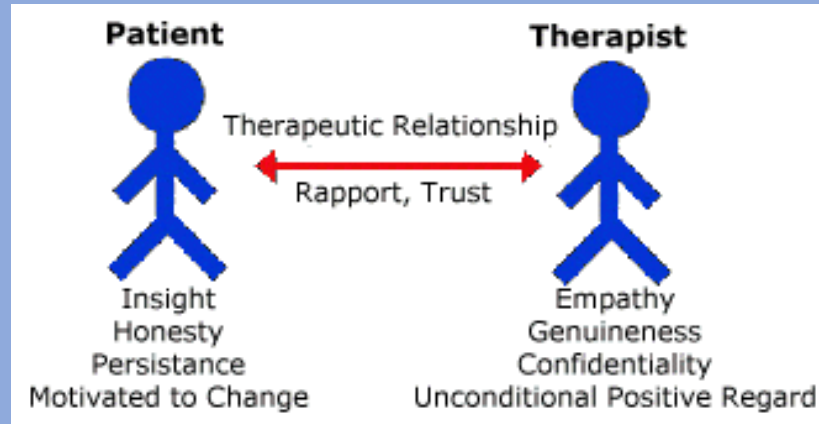 Patient
Therapist
Therapeutic Relationship
Rapport, Trust
Insight
Honesty
Persistance
Motivated to Change
Empathy
Genuineness
Confidentiality
Unconditional Positive Regard